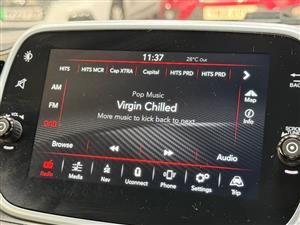 11:37 28°C Out
HITS HITS MCR Cap XTRA Capital HITS PRD HITS PRD
AM
Pop Music
Map
FM
Virgin Chilled
More music to kick back to next
Info
DAB
Browse Audio
Radio Media Nav Uconnect Phone Settings Trip